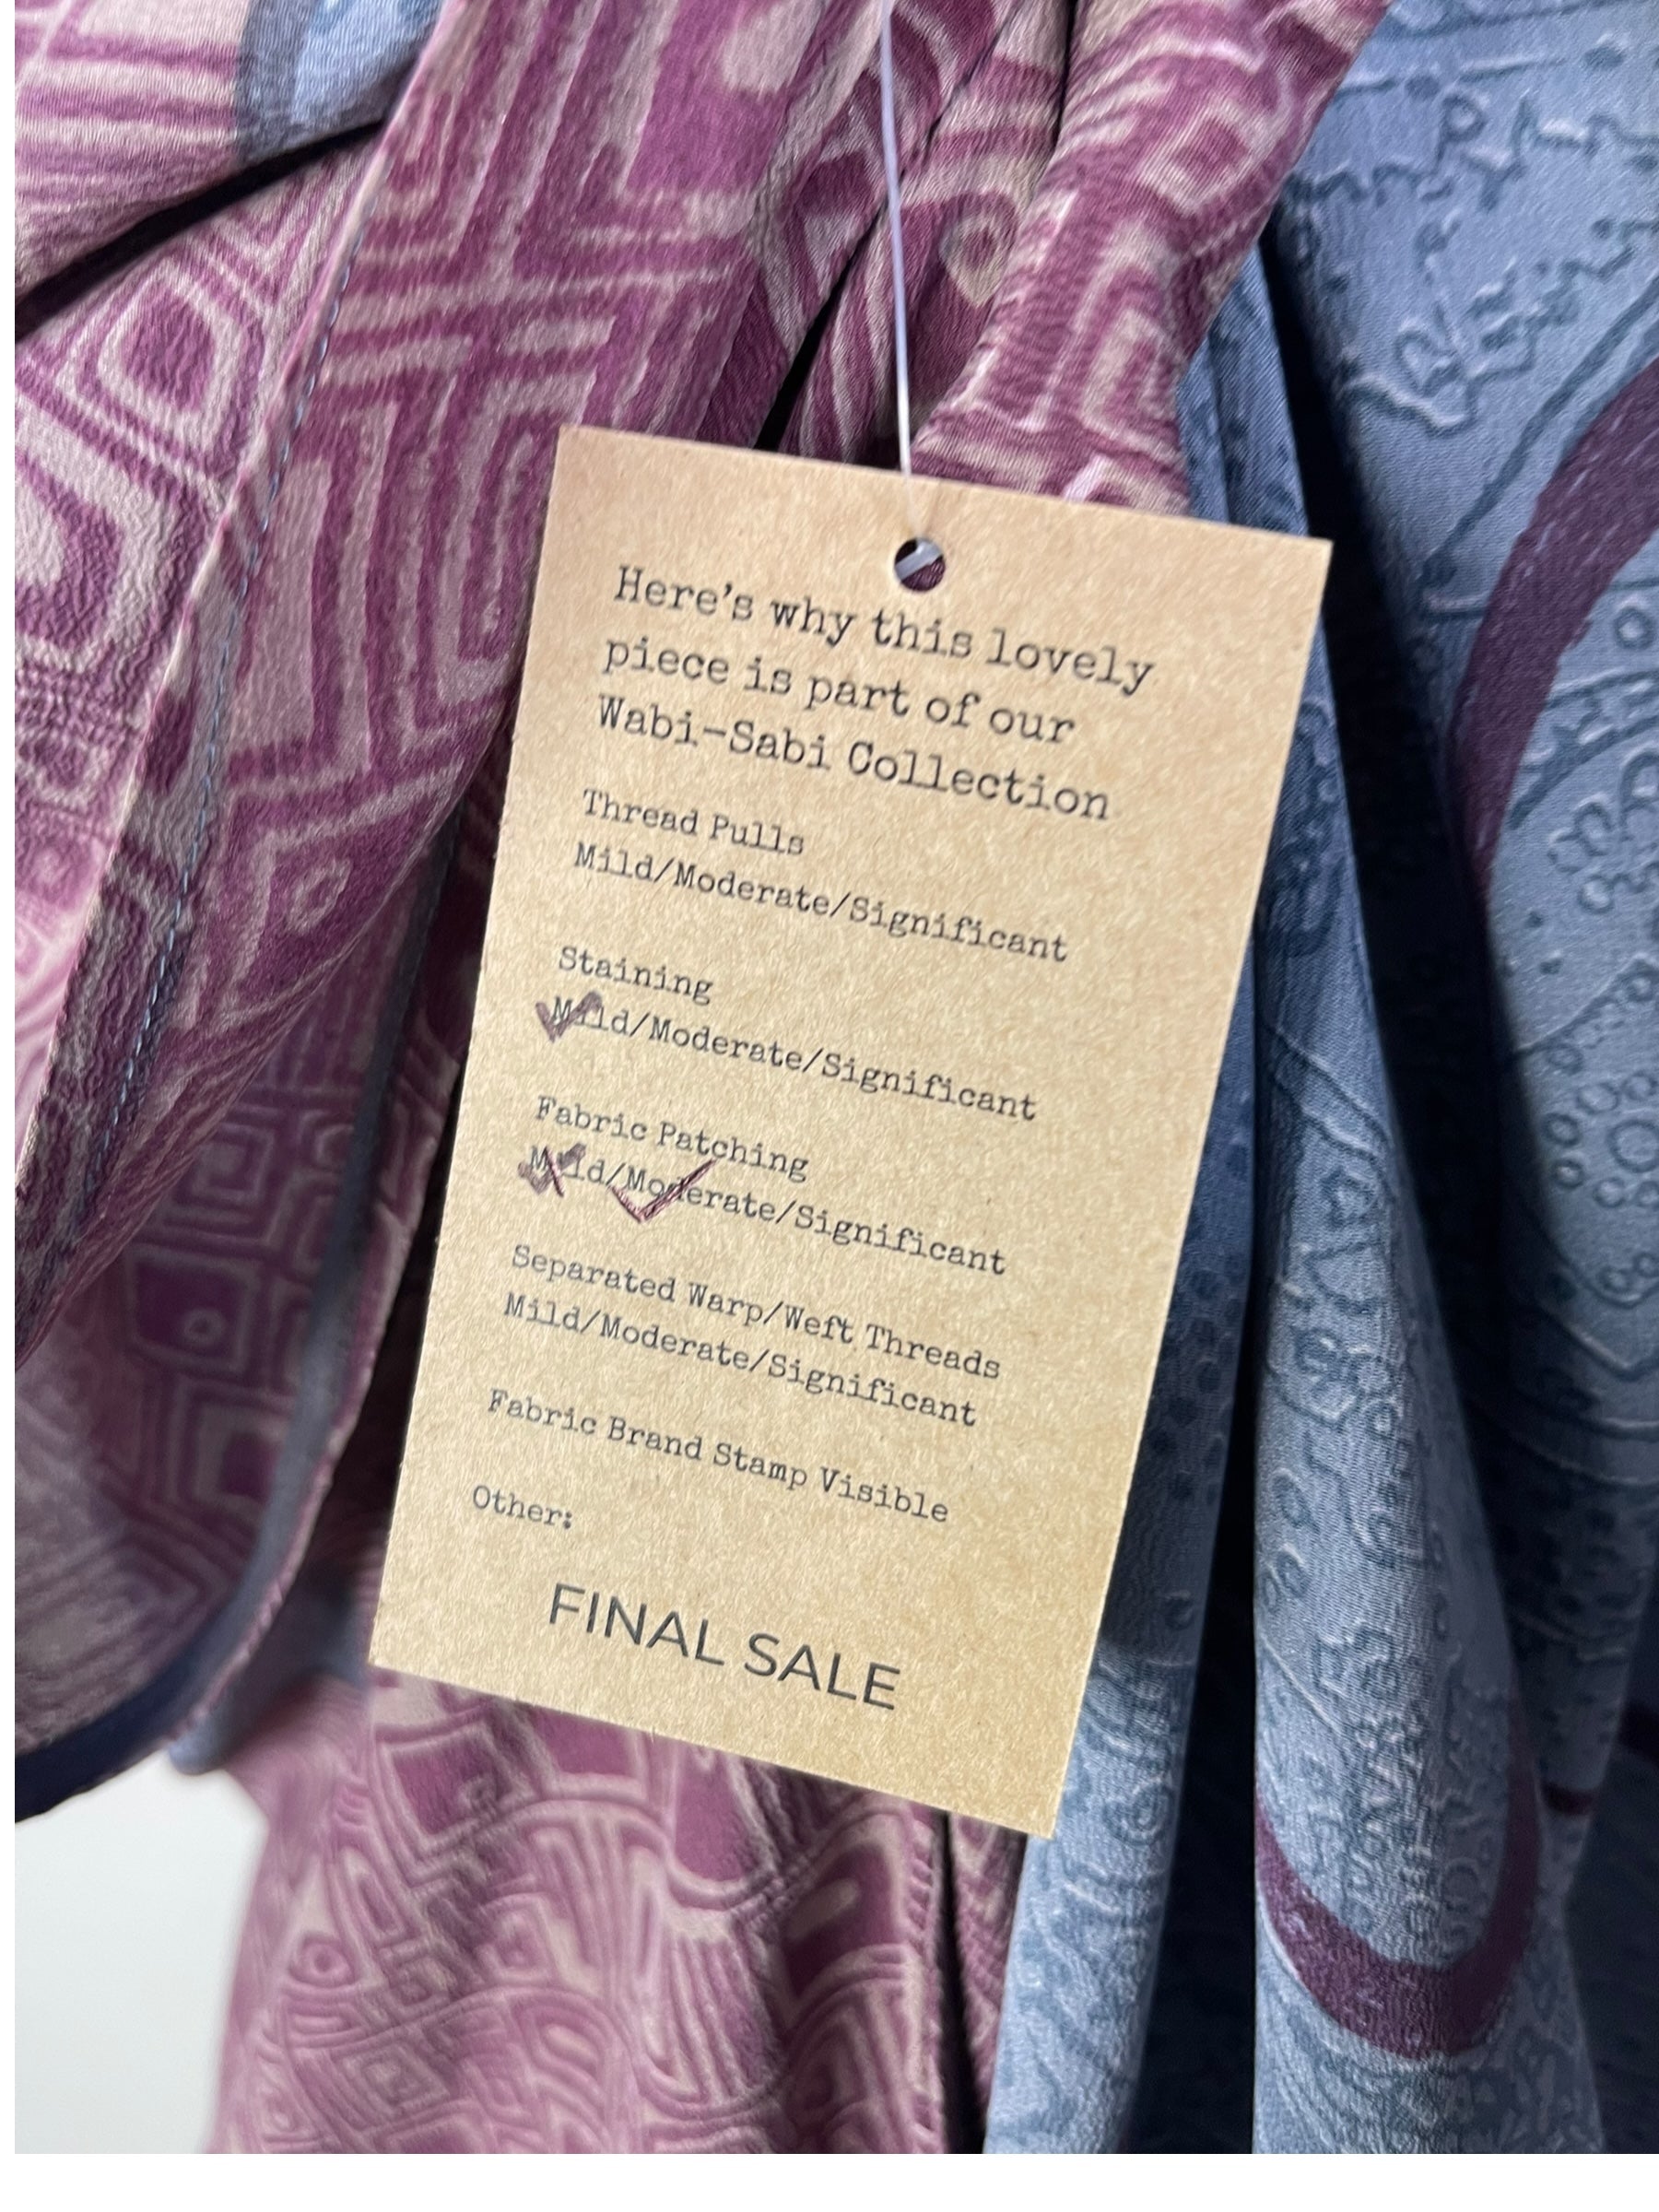 Here's why this lovely
piece is part of our
Wabi-Sabi Collection
Thread Pulls
Mild/Moderate/Significant
Staining
Mild/Moderate/Significant
Fabric Patching
Mild/Moderate/Significant
Separated Warp/Weft Threads
Mild/Moderate/Significant
Fabric Brand Stamp Visible
Other:
FINAL SALE